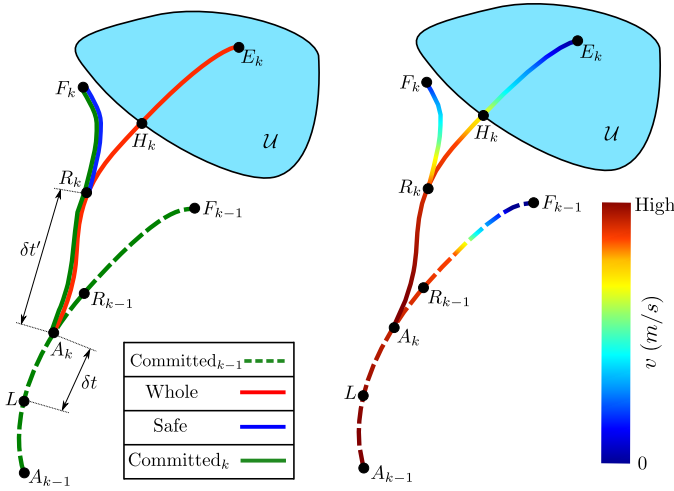 E_k
F_k
H_k
𝒰
R_k
F_{k−1}
δt′
R_{k−1}
A_k
δt
L
A_{k−1}
Committed_{k−1}
Whole
Safe
Committed_k
E_k
F_k
H_k
𝒰
R_k
F_{k−1}
High
R_{k−1}
A_k
v (m/s)
L
A_{k−1}
0